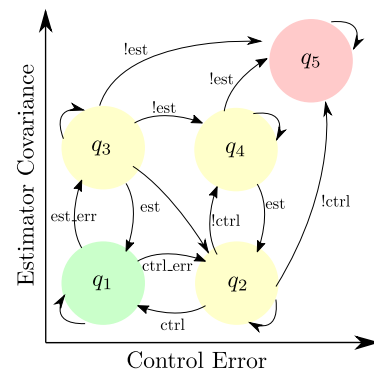 !est
q5
Estimator Covariance
!est
!est
q3
q4
est_err
est
!ctrl
est
!ctrl
ctrl_err
q1
q2
ctrl
Control Error